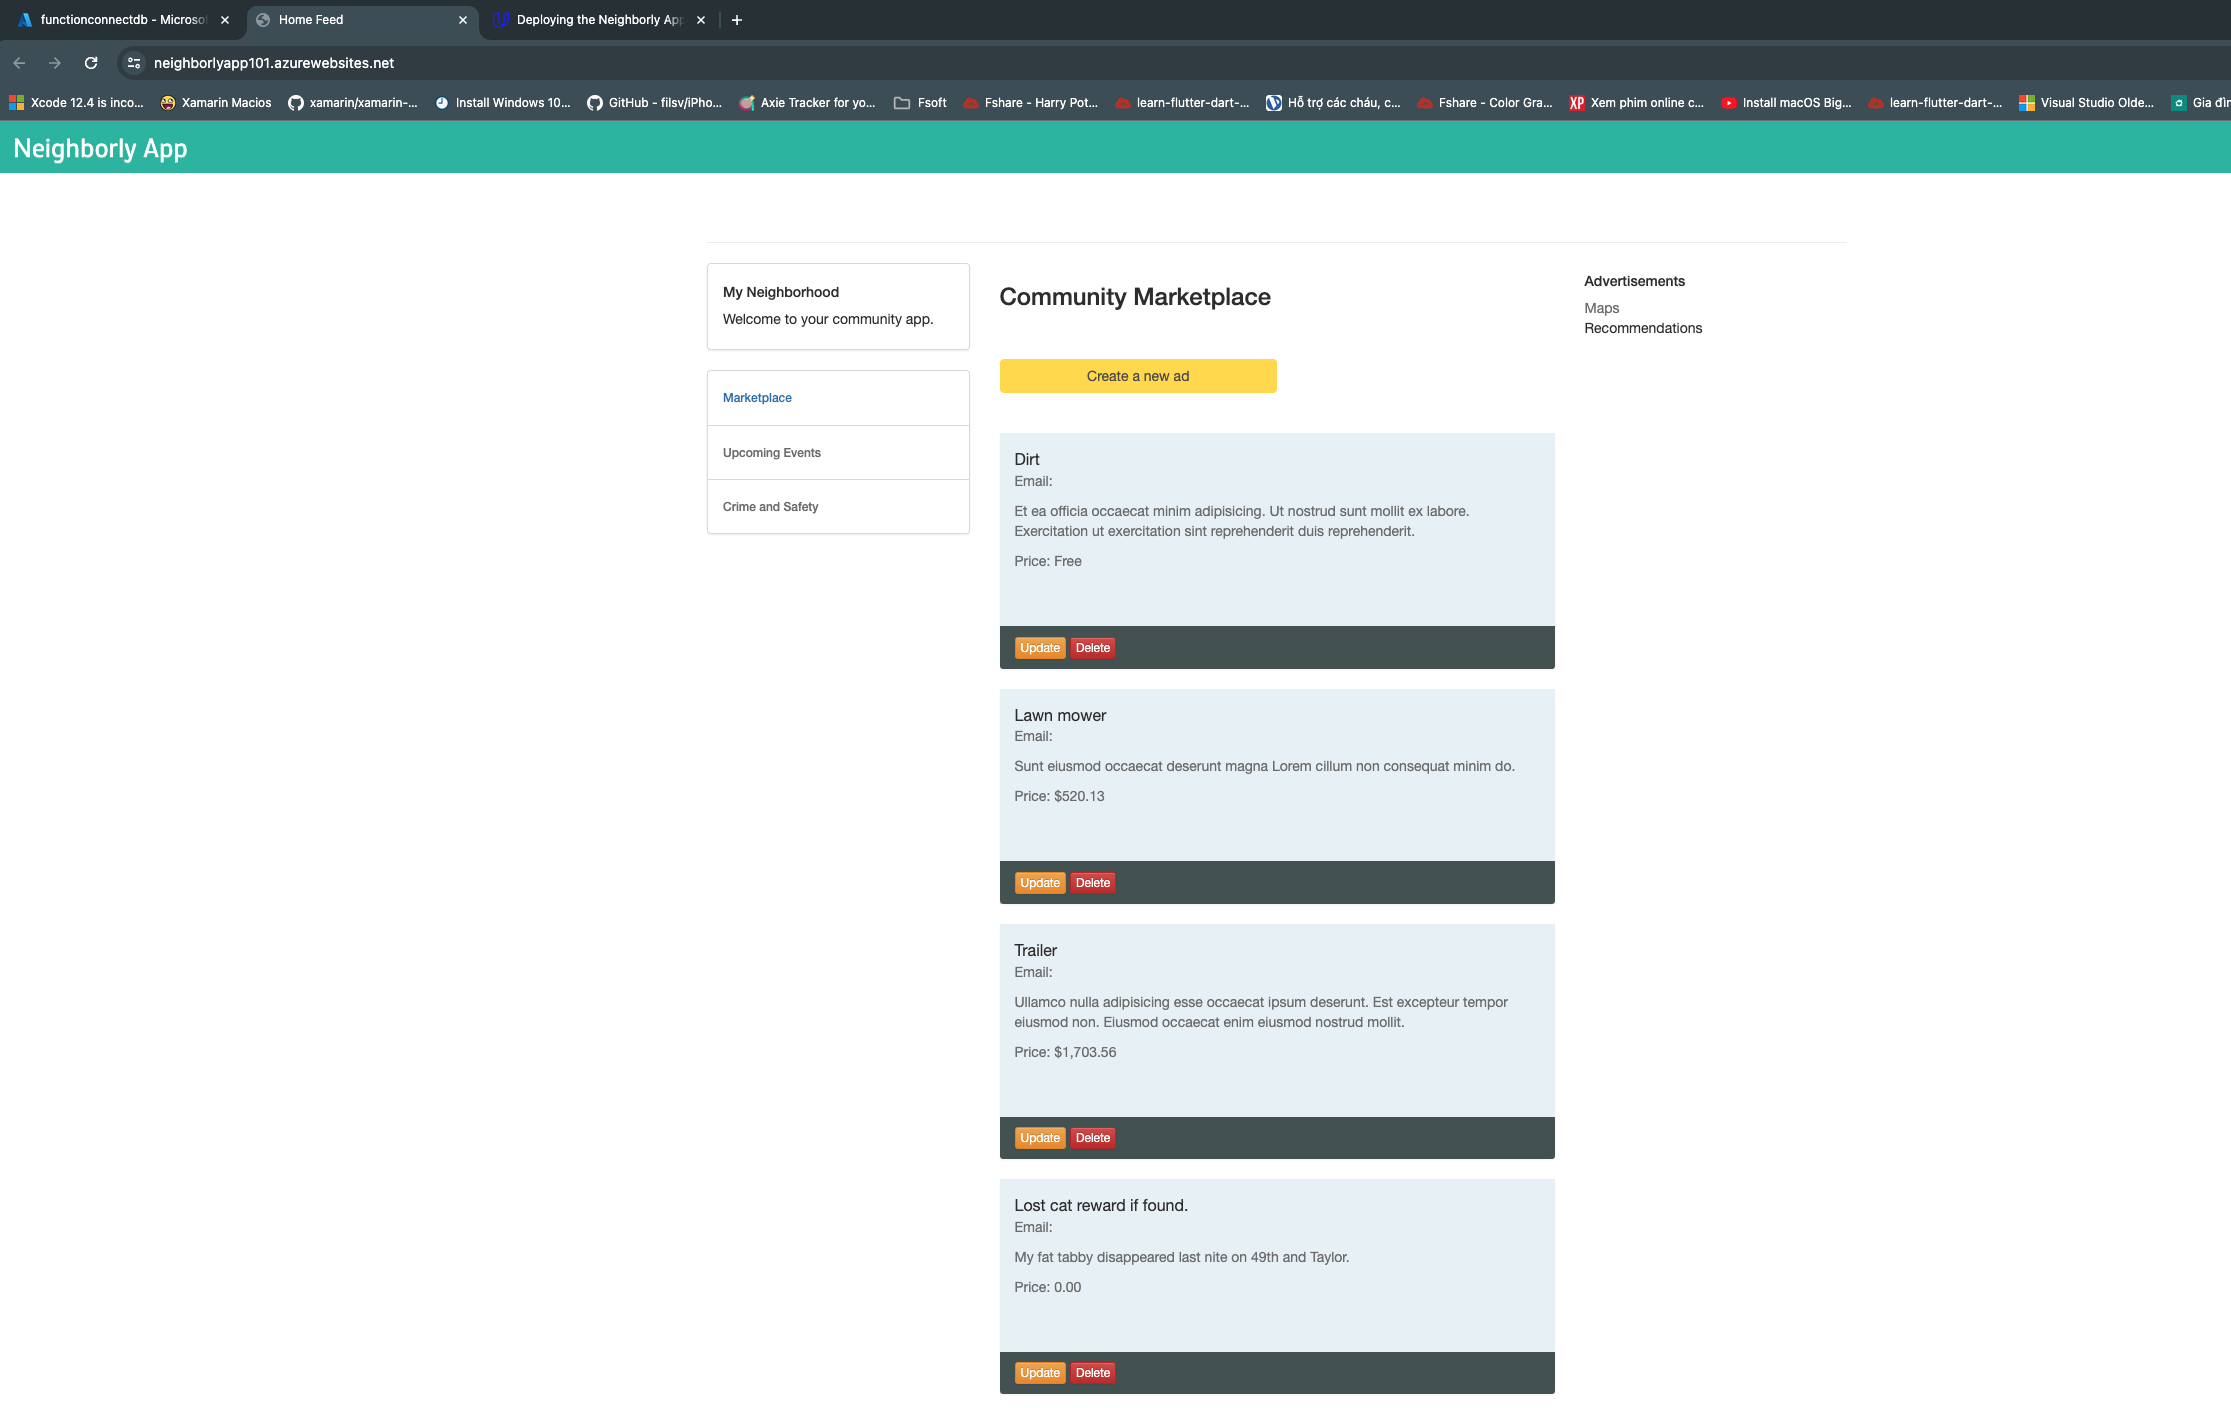 functionconnectdb - Microso
Home Feed
Deploying the Neighborly App
neighborlyapp101.azurewebsites.net
Xcode 12.4 is inco...
Xamarin Macios
xamarin/xamarin-...
Install Windows 10...
GitHub - filsv/iPho...
Axie Tracker for yo...
Fsoft
Fshare - Harry Pot...
learn-flutter-dart-...
Hỗ trợ các cháu, c...
Fshare - Color Gra...
XP Xem phim online c...
Install macOS Big...
learn-flutter-dart-...
Visual Studio Olde...
Gia đìn
Neighborly App
My Neighborhood
Welcome to your community app.
Marketplace
Upcoming Events
Crime and Safety
Community Marketplace
Create a new ad
Dirt
Email:
Et ea officia occaecat minim adipisicing. Ut nostrud sunt mollit ex labore.
Exercitation ut exercitation sint reprehenderit duis reprehenderit.
Price: Free
Update Delete
Lawn mower
Email:
Sunt eiusmod occaecat deserunt magna Lorem cillum non consequat minim do.
Price: $520.13
Update Delete
Trailer
Email:
Ullamco nulla adipisicing esse occaecat ipsum deserunt. Est excepteur tempor
eiusmod non. Eiusmod occaecat enim eiusmod nostrud mollit.
Price: $1,703.56
Update Delete
Lost cat reward if found.
Email:
My fat tabby disappeared last nite on 49th and Taylor.
Price: 0.00
Update Delete
Advertisements
Maps
Recommendations